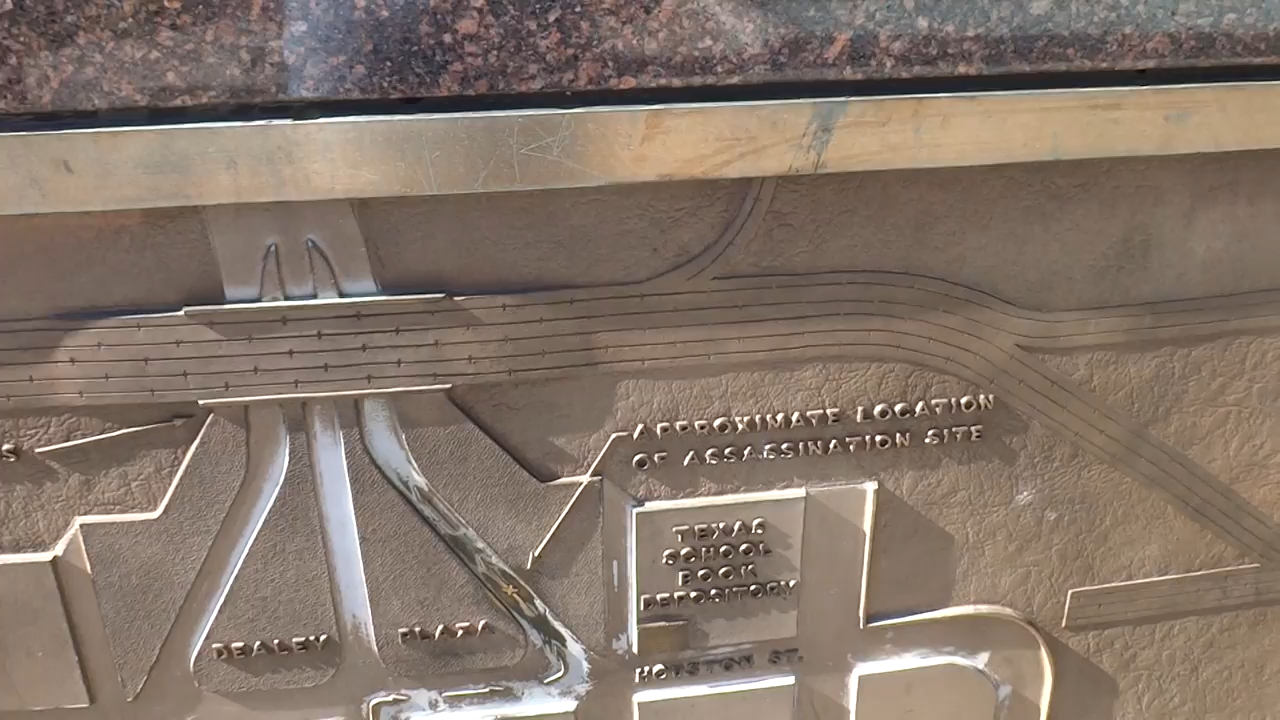 APPROXIMATE LOCATION
OF ASSASSINATION SITE
TEXAS
SCHOOL
BOOK
DEPOSITORY
DEALEY PLAZA
HOUSTON ST.